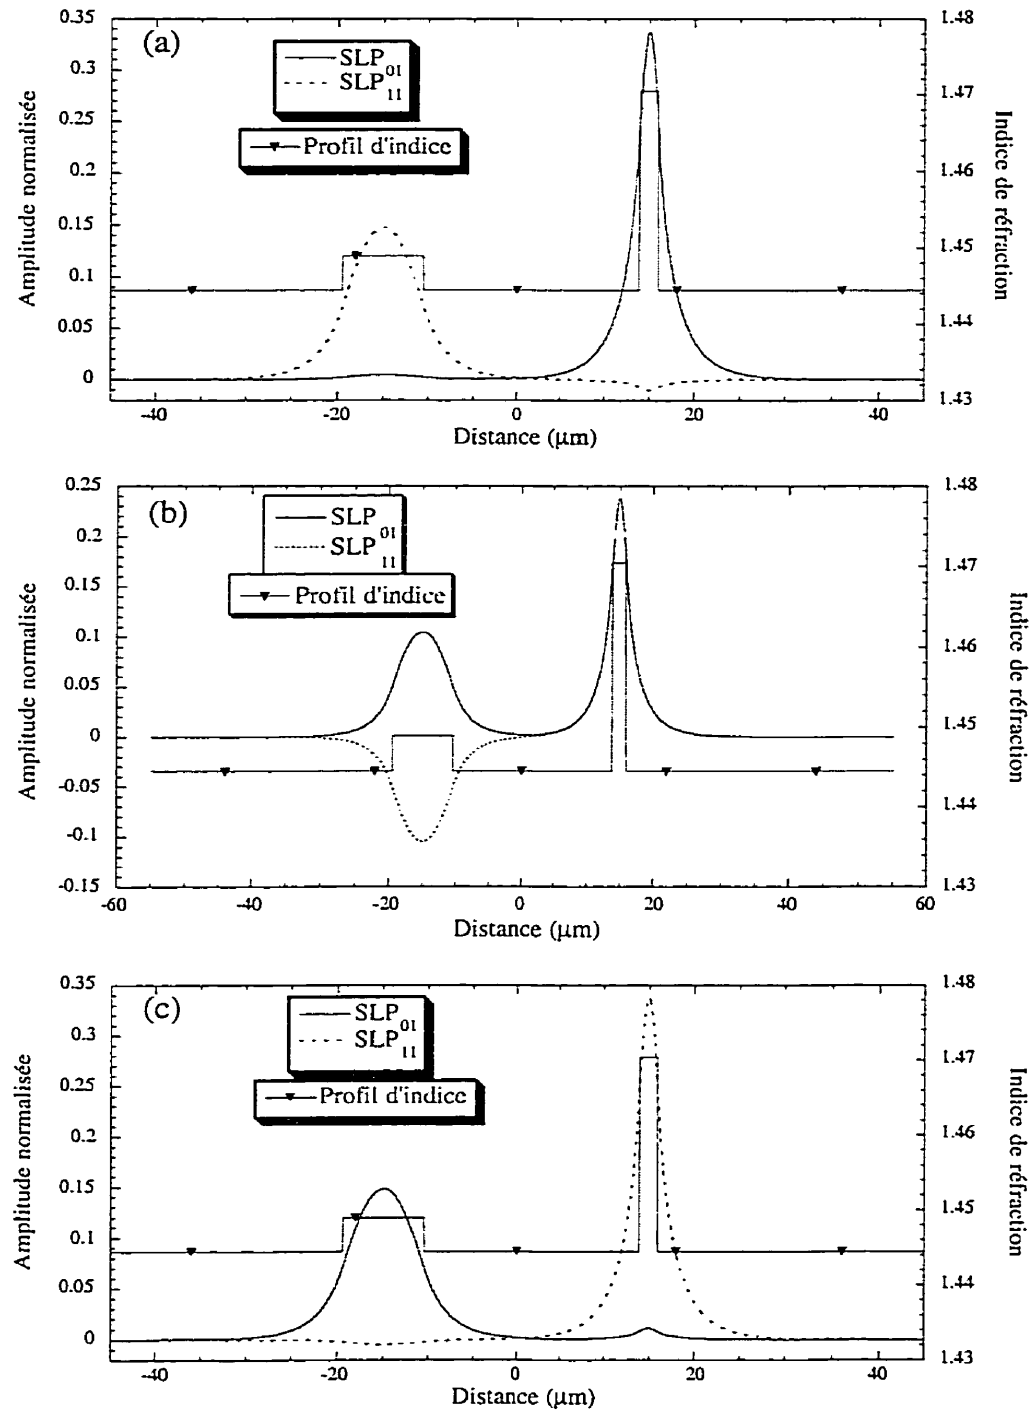 (a)
SLP01
SLP11
Profil d'indice
Amplitude normalisée
0.35
0.3
0.25
0.2
0.15
0.1
0.05
0
1.48
1.47
1.46
1.45
1.44
1.43
Indice de réfraction
-40
-20
0
20
40
Distance (µm)
(b)
SLP01
SLP11
Profil d'indice
Amplitude normalisée
0.25
0.2
0.15
0.1
0.05
0
-0.05
-0.1
-0.15
1.48
1.47
1.46
1.45
1.44
1.43
Indice de réfraction
-60
-40
-20
0
20
40
60
Distance (µm)
(c)
SLP01
SLP11
Profil d'indice
Amplitude normalisée
0.35
0.3
0.25
0.2
0.15
0.1
0.05
0
1.48
1.47
1.46
1.45
1.44
1.43
Indice de réfraction
-40
-20
0
20
40
Distance (µm)